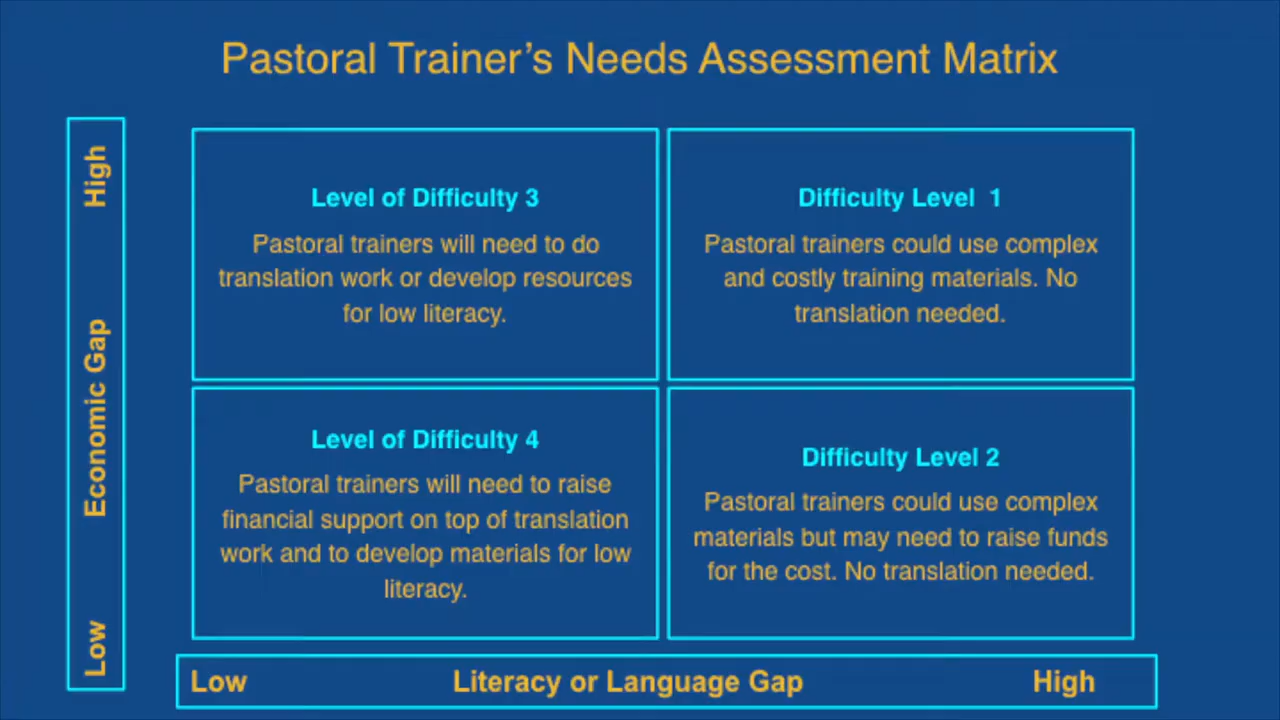 Pastoral Trainer’s Needs Assessment Matrix
High
Economic Gap
Low
Level of Difficulty 3
Pastoral trainers will need to do
translation work or develop resources
for low literacy.
Difficulty Level 1
Pastoral trainers could use complex
and costly training materials. No
translation needed.
Level of Difficulty 4
Pastoral trainers will need to raise
financial support on top of translation
work and to develop materials for low
literacy.
Difficulty Level 2
Pastoral trainers could use complex
materials but may need to raise funds
for the cost. No translation needed.
Low Literacy or Language Gap High